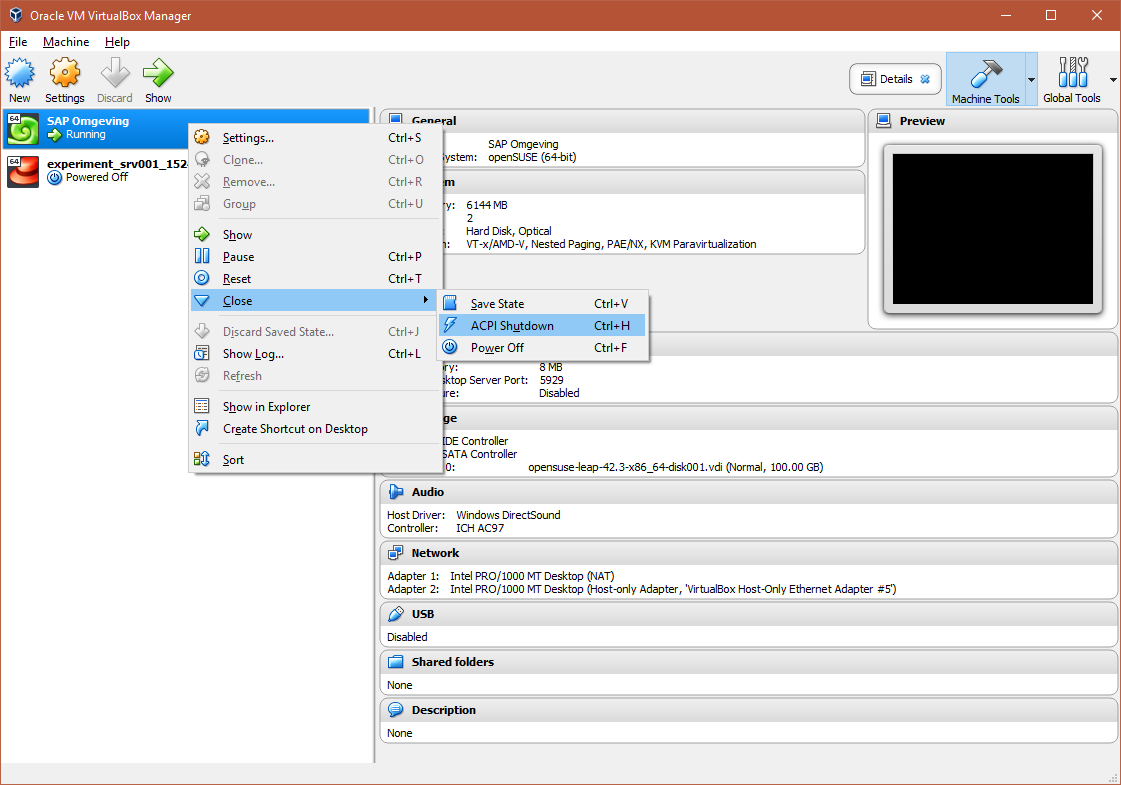 Oracle VM VirtualBox Manager
File Machine Help
New Settings Discard Show
Details
Machine Tools
Global Tools
64 SAP Omgeving
Running
64 experiment_srv001_152
Powered Off
Settings... Ctrl+S
Clone... Ctrl+O
Remove... Ctrl+R
Group Ctrl+U
Show
Pause Ctrl+P
Reset Ctrl+T
Close
Discard Saved State... Ctrl+J
Show Log... Ctrl+L
Refresh
Show in Explorer
Create Shortcut on Desktop
Sort
Save State Ctrl+V
ACPI Shutdown Ctrl+H
Power Off Ctrl+F
General
SAP Omgeving
System: openSUSE (64-bit)
6144 MB
2
Hard Disk, Optical
VT-x/AMD-V, Nested Paging, PAE/NX, KVM Paravirtualization
Preview
8 MB
Server Port: 5929
Disabled
IDE Controller
SATA Controller
0: opensuse-leap-42.3-x86_64-disk001.vdi (Normal, 100.00 GB)
Audio
Host Driver: Windows DirectSound
Controller: ICH AC97
Network
Adapter 1: Intel PRO/1000 MT Desktop (NAT)
Adapter 2: Intel PRO/1000 MT Desktop (Host-only Adapter, 'VirtualBox Host-Only Ethernet Adapter #5')
USB
Disabled
Shared folders
None
Description
None